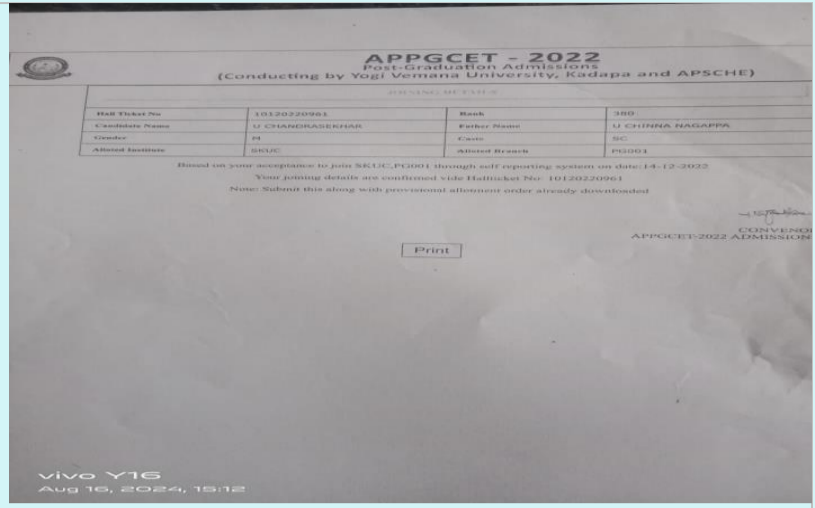 APPGCET - 2022
Post-Graduation Admissions
(Conducting by Yogi Vemana University, Kadapa and APSCHE)
JOINING DETAILS
Hall Ticket No 10120220961 Rank 380
Candidate Name U CHANDRASEKHAR Father Name U CHINNA NAGAPPA
Gender M Caste SC
Allotted Institute SKUC Allotted Branch PG001
Based on your acceptance to join SKUC,PG001 through self reporting system on date:14-12-2022
Your joining details are confirmed vide Hallticket No: 10120220961
Note: Submit this along with provisional allotment order already downloaded
CONVENO
APPGCET-2022 ADMISSION
Print
vivo Y16
Aug 16, 2024, 15:12